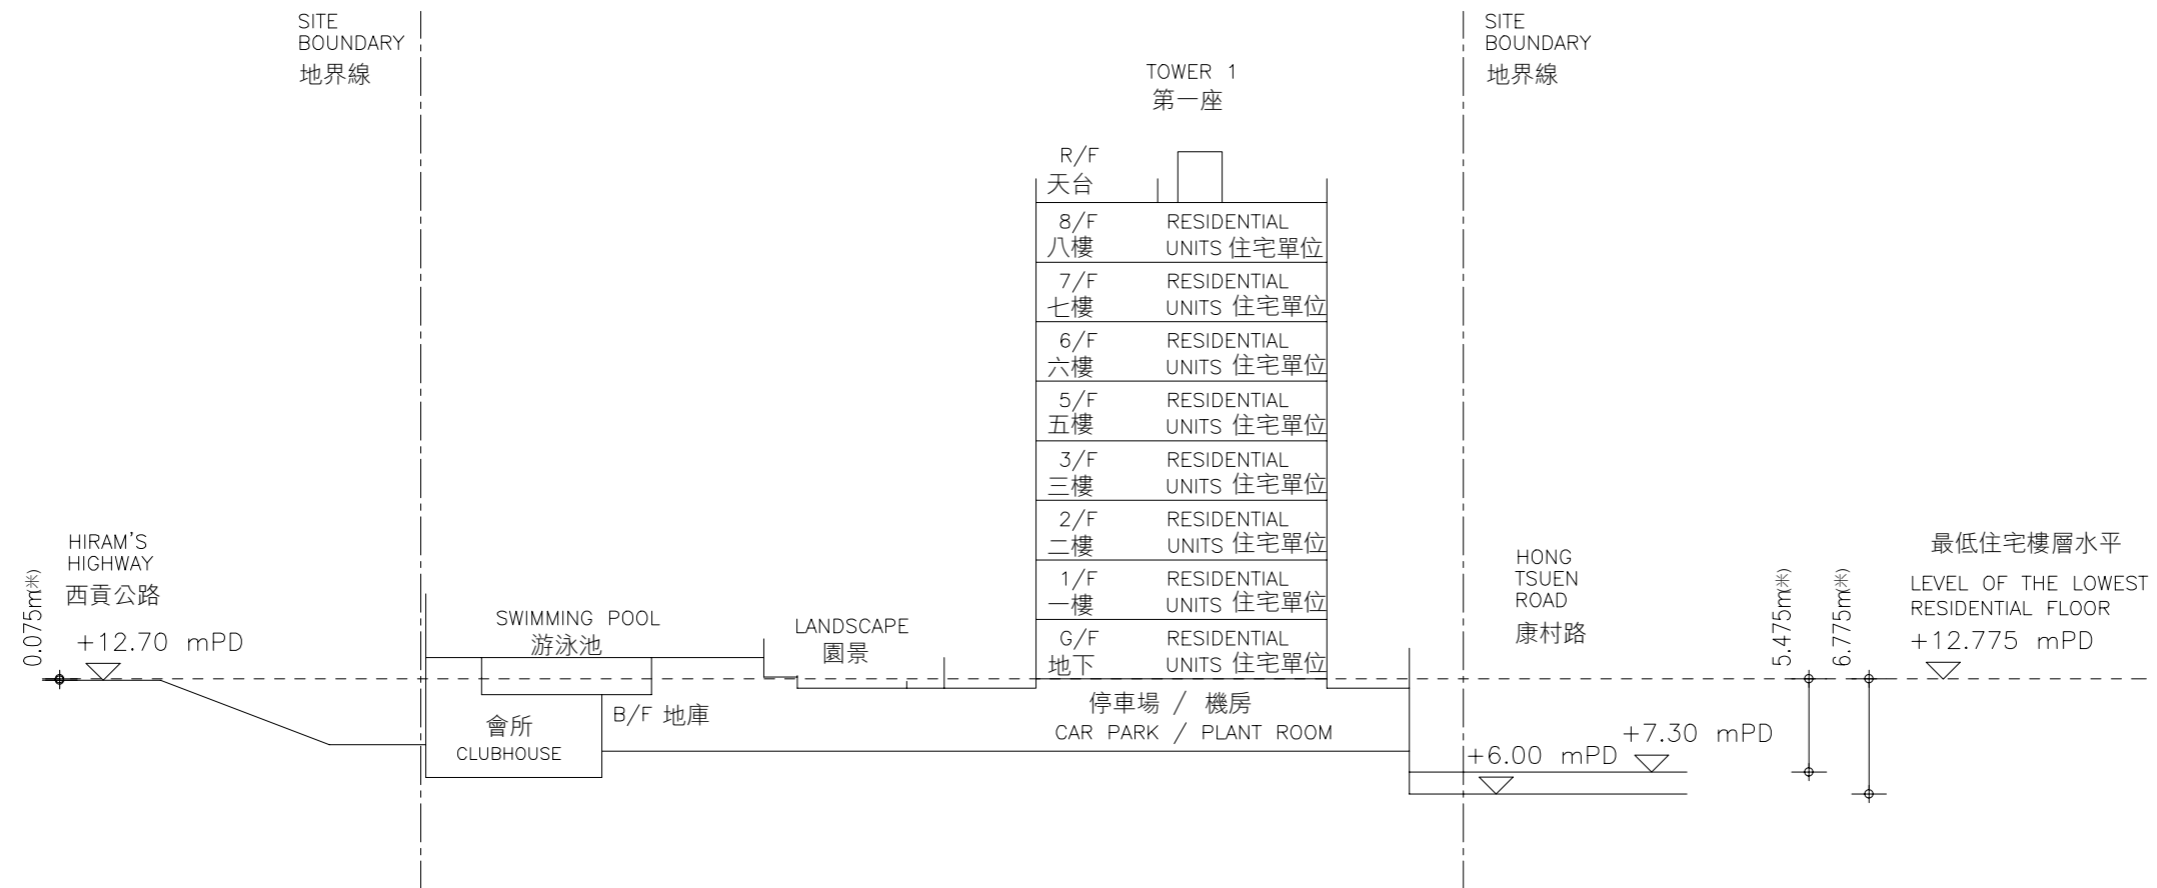 SITE
BOUNDARY
地界線
SITE
BOUNDARY
地界線
TOWER 1
第一座
R/F
天台
8/F RESIDENTIAL
八樓 UNITS 住宅單位
7/F RESIDENTIAL
七樓 UNITS 住宅單位
6/F RESIDENTIAL
六樓 UNITS 住宅單位
5/F RESIDENTIAL
五樓 UNITS 住宅單位
3/F RESIDENTIAL
三樓 UNITS 住宅單位
2/F RESIDENTIAL
二樓 UNITS 住宅單位
1/F RESIDENTIAL
一樓 UNITS 住宅單位
G/F RESIDENTIAL
地下 UNITS 住宅單位
停車場 / 機房
CAR PARK / PLANT ROOM
0.075m(米)
HIRAM'S
HIGHWAY
西貢公路
+12.70 mPD
SWIMMING POOL
游泳池
LANDSCAPE
園景
B/F 地庫
會所
CLUBHOUSE
HONG
TSUEN
ROAD
康村路
+6.00 mPD
+7.30 mPD
5.475m(米)
6.775m(米)
最低住宅樓層水平
LEVEL OF THE LOWEST
RESIDENTIAL FLOOR
+12.775 mPD